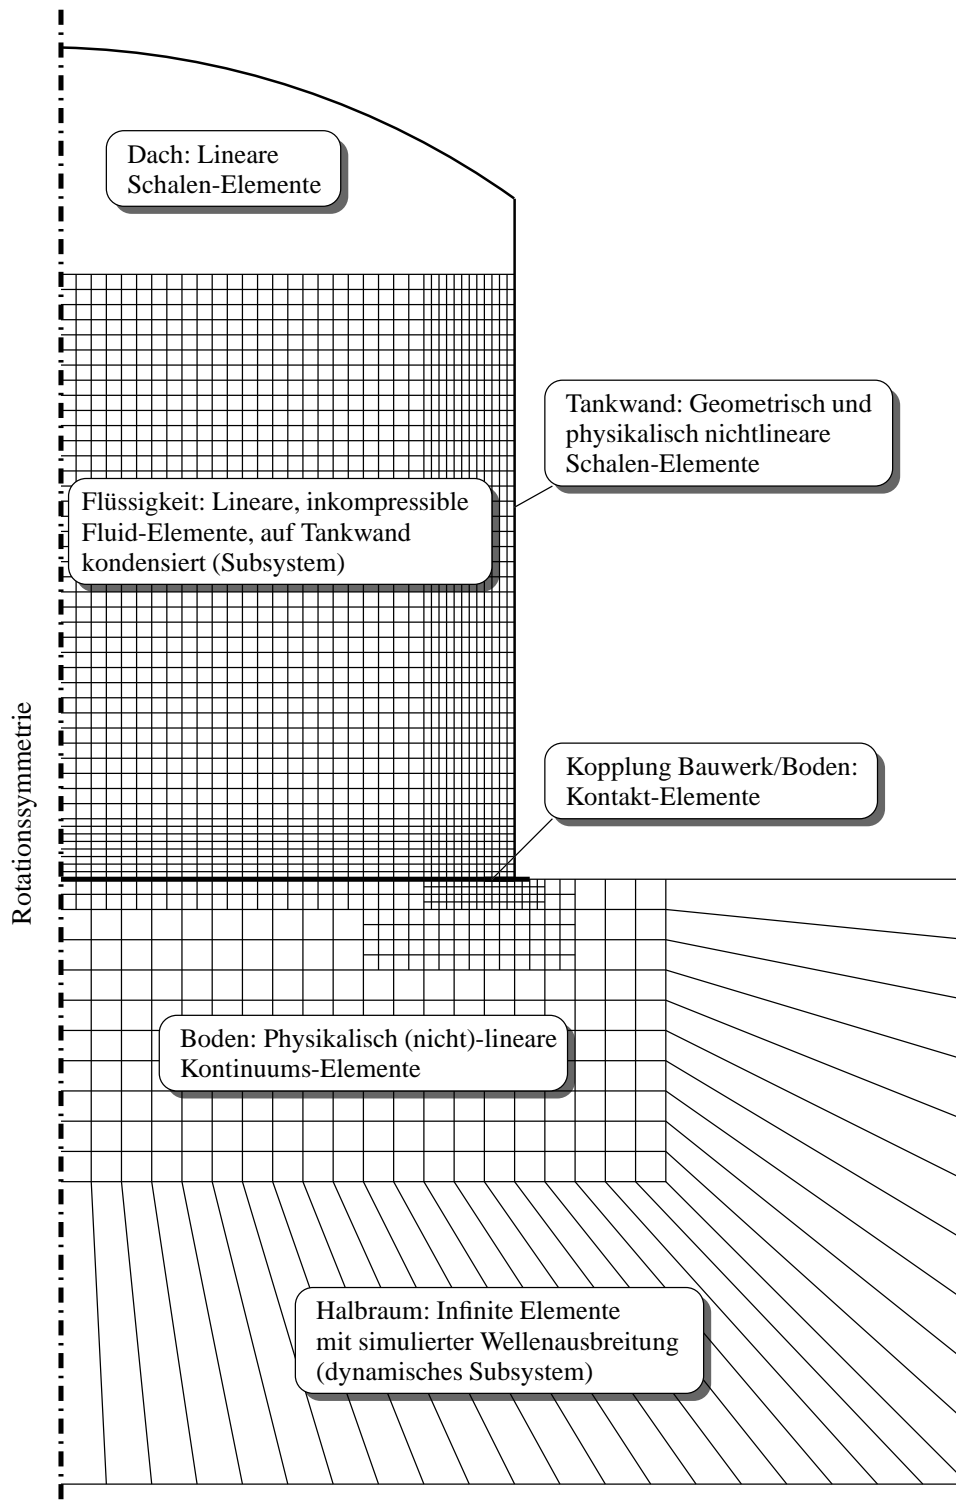 Dach: Lineare
Schalen-Elemente
Tankwand: Geometrisch und
physikalisch nichtlineare
Schalen-Elemente
Flüssigkeit: Lineare, inkompressible
Fluid-Elemente, auf Tankwand
kondensiert (Subsystem)
Rotationssymmetrie
Kopplung Bauwerk/Boden:
Kontakt-Elemente
Boden: Physikalisch (nicht)-lineare
Kontinuums-Elemente
Halbraum: Infinite Elemente
mit simulierter Wellenausbreitung
(dynamisches Subsystem)